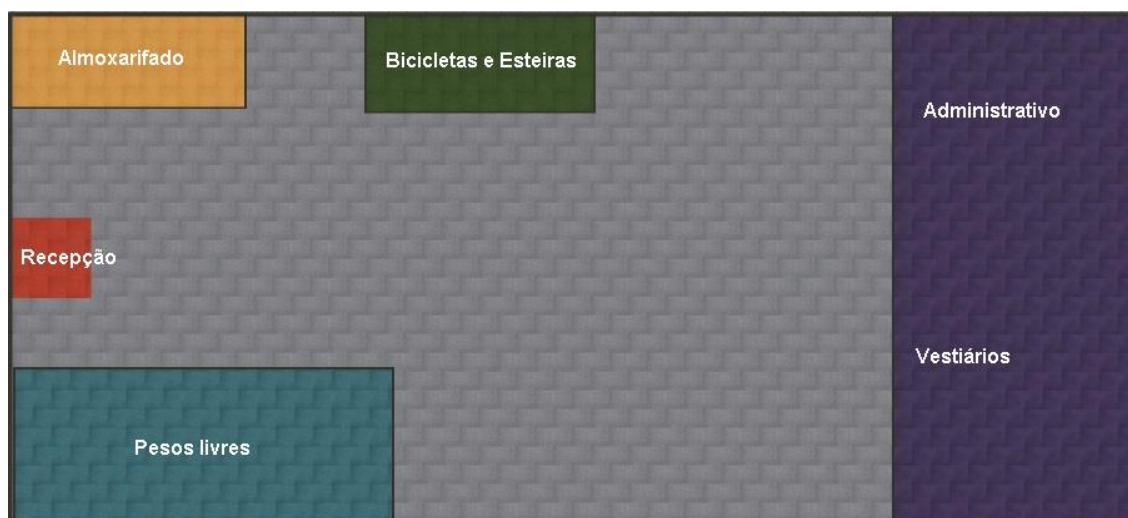 Almoxarifado
Bicicletas e Esteiras
Administrativo
Recepção
Vestiários
Pesos livres